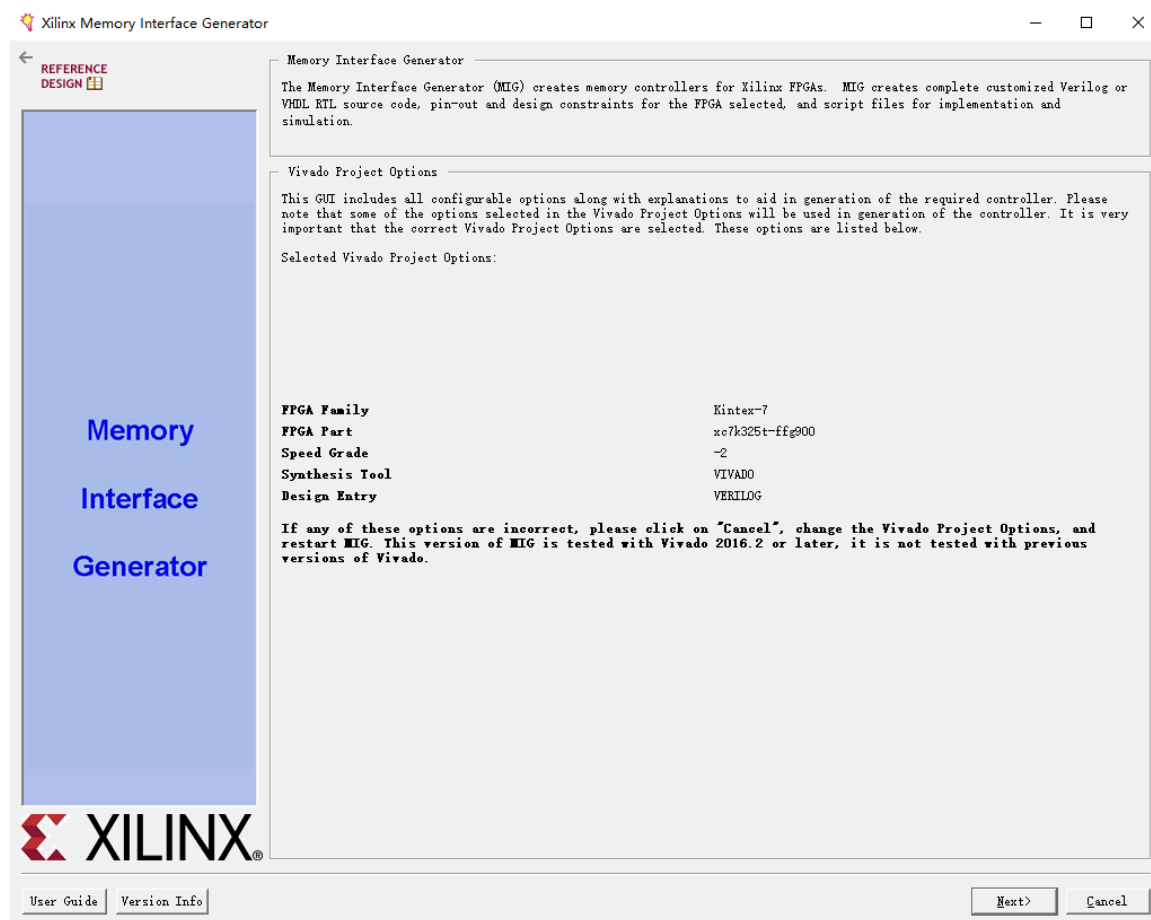 Xilinx Memory Interface Generator
REFERENCE
DESIGN
Memory Interface Generator
The Memory Interface Generator (MIG) creates memory controllers for Xilinx FPGAs. MIG creates complete customized Verilog or
VHDL RTL source code, pin-out and design constraints for the FPGA selected, and script files for implementation and
simulation.
Vivado Project Options
This GUI includes all configurable options along with explanations to aid in generation of the required controller. Please
note that some of the options selected in the Vivado Project Options will be used in generation of the controller. It is very
important that the correct Vivado Project Options are selected. These options are listed below.
Selected Vivado Project Options:
FPGA Family Kintex-7
FPGA Part xc7k325t-ffg900
Speed Grade -2
Synthesis Tool VIVADO
Design Entry VERILOG
If any of these options are incorrect, please click on "Cancel", change the Vivado Project Options, and
restart MIG. This version of MIG is tested with Vivado 2016.2 or later, it is not tested with previous
versions of Vivado.
Memory
Interface
Generator
XILINX®
User Guide
Version Info
Next>
Cancel